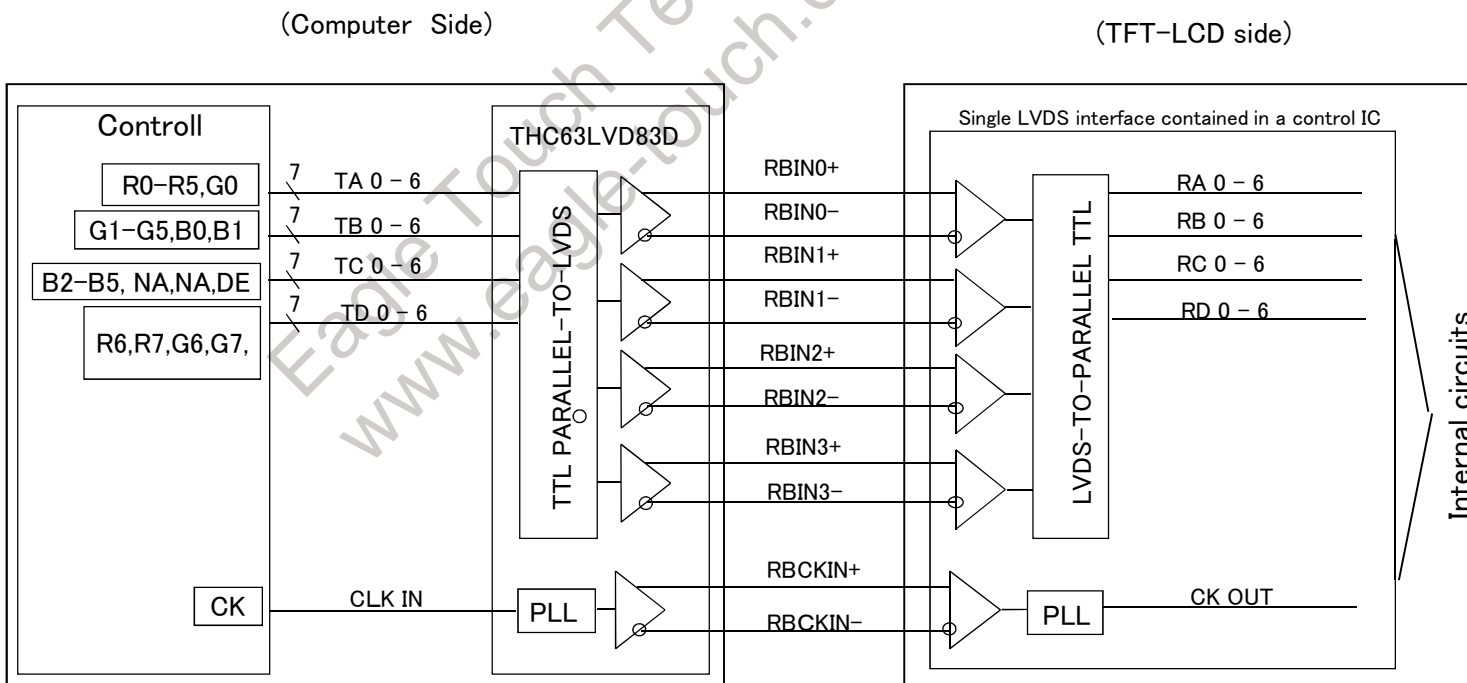 (Computer Side)
(TFT-LCD side)
Controll
THC63LVD83D
Single LVDS interface contained in a control IC
R0-R5,G0
7
TA 0 - 6
RBIN0+
RA 0 - 6
G1-G5,B0,B1
7
TB 0 - 6
RBIN0-
RB 0 - 6
B2-B5, NA,NA,DE
7
TC 0 - 6
RBIN1+
RC 0 - 6
R6,R7,G6,G7,
7
TD 0 - 6
RBIN1-
RD 0 - 6
TTL PARALLEL-TO-LVDS
RBIN2+
RBIN2-
RBIN3+
RBIN3-
LVDS-TO-PARALLEL TTL
Internal circuits
CK
CLK IN
PLL
RBCKIN+
RBCKIN-
PLL
CK OUT
Eagle Touch
www.eagle-touch.